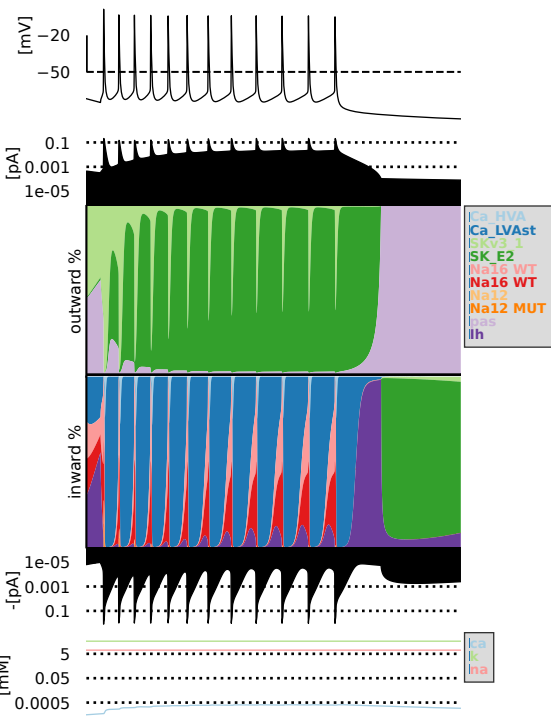 [mV]
−20
−50
[pA]
0.1
0.001
1e-05
outward %
Ca_HVA
Ca_LVAst
SKv3_1
SK_E2
Na16 WT
Na16 WT
Na12
Na12 MUT
pas
Ih
inward %
-[pA]
1e-05
0.001
0.1
[mM]
5
0.05
0.0005
ca
k
na